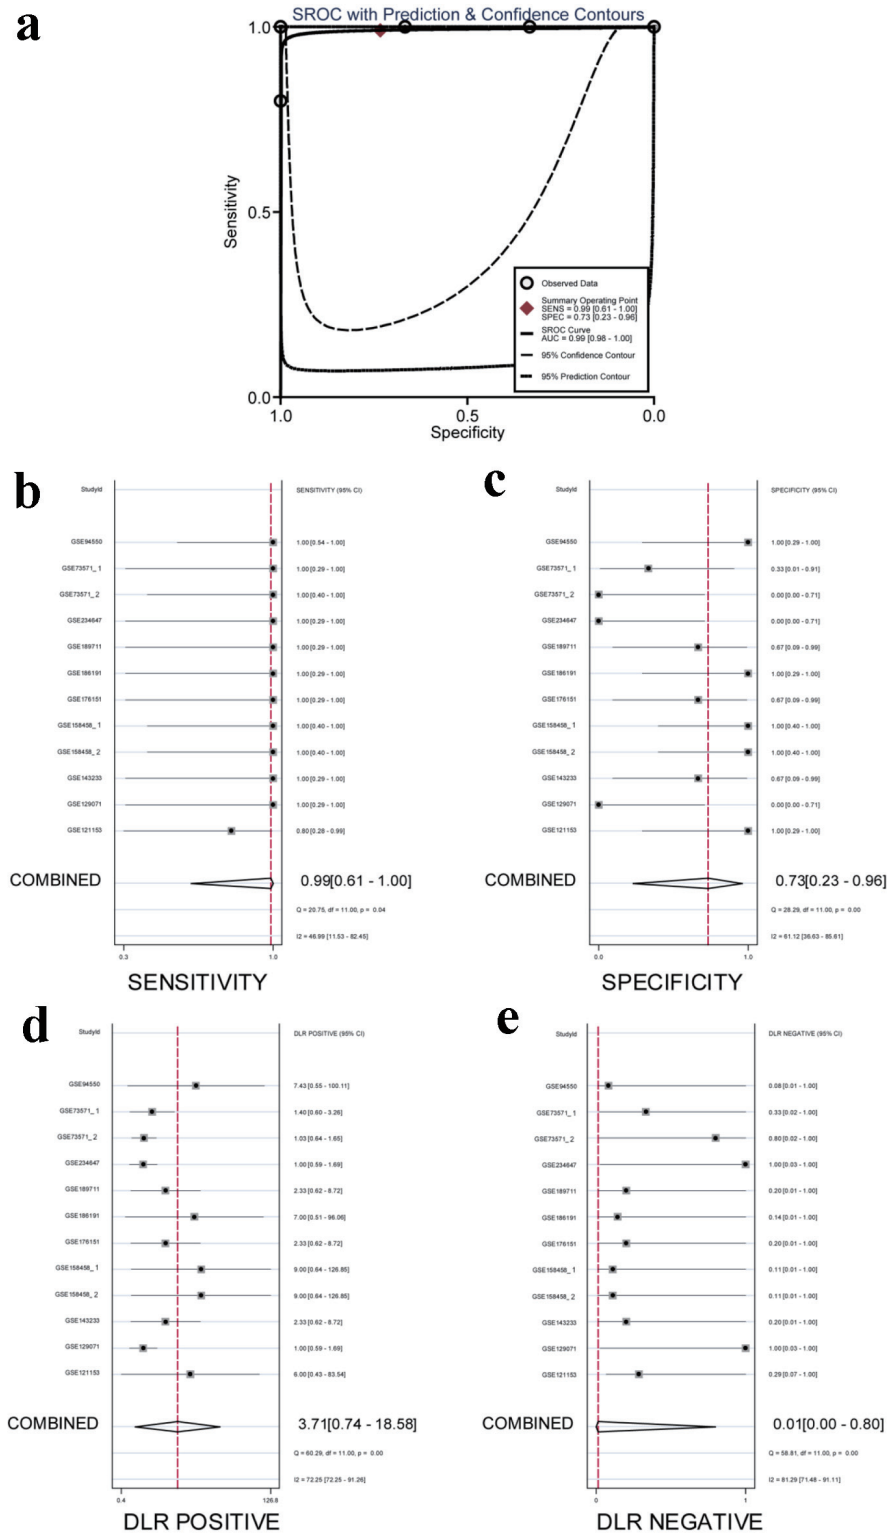 a
SROC with Prediction & Confidence Contours
1.0
0.5
0.0
Sensitivity
1.0 0.5 0.0
Specificity
Observed Data
Summary Operating Point
SENS = 0.99 [0.61 - 1.00]
SPEC = 0.73 [0.23 - 0.96]
SROC Curve
AUC = 0.99 [0.98 - 1.00]
95% Confidence Contour
95% Prediction Contour
b
StudyId SENSITIVITY (95% CI)
GSE94550 1.00 [0.54 - 1.00]
GSE73571_1 1.00 [0.29 - 1.00]
GSE73571_2 1.00 [0.40 - 1.00]
GSE234647 1.00 [0.29 - 1.00]
GSE189711 1.00 [0.29 - 1.00]
GSE186191 1.00 [0.29 - 1.00]
GSE176151 1.00 [0.29 - 1.00]
GSE158458_1 1.00 [0.40 - 1.00]
GSE158458_2 1.00 [0.40 - 1.00]
GSE143233 1.00 [0.29 - 1.00]
GSE129071 1.00 [0.29 - 1.00]
GSE121153 0.80 [0.28 - 0.99]
COMBINED 0.99[0.61 - 1.00]
Q = 20.75, df = 11.00, p = 0.04
I2 = 46.99 [11.53 - 82.45]
0.3 1.0
SENSITIVITY
c
StudyId SPECIFICITY (95% CI)
GSE94550 1.00 [0.29 - 1.00]
GSE73571_1 0.33 [0.01 - 0.91]
GSE73571_2 0.00 [0.00 - 0.71]
GSE234647 0.00 [0.00 - 0.71]
GSE189711 0.67 [0.09 - 0.99]
GSE186191 1.00 [0.29 - 1.00]
GSE176151 0.67 [0.09 - 0.99]
GSE158458_1 1.00 [0.40 - 1.00]
GSE158458_2 1.00 [0.40 - 1.00]
GSE143233 0.67 [0.09 - 0.99]
GSE129071 0.00 [0.00 - 0.71]
GSE121153 1.00 [0.29 - 1.00]
COMBINED 0.73[0.23 - 0.96]
Q = 28.29, df = 11.00, p = 0.00
I2 = 61.12 [36.63 - 85.61]
0.0 1.0
SPECIFICITY
d
StudyId DLR POSITIVE (95% CI)
GSE94550 7.43 [0.55 - 100.11]
GSE73571_1 1.40 [0.60 - 3.26]
GSE73571_2 1.03 [0.64 - 1.65]
GSE234647 1.00 [0.59 - 1.69]
GSE189711 2.33 [0.62 - 8.72]
GSE186191 7.00 [0.51 - 96.06]
GSE176151 2.33 [0.62 - 8.72]
GSE158458_1 9.00 [0.64 - 126.85]
GSE158458_2 9.00 [0.64 - 126.85]
GSE143233 2.33 [0.62 - 8.72]
GSE129071 1.00 [0.59 - 1.69]
GSE121153 6.00 [0.43 - 83.54]
COMBINED 3.71[0.74 - 18.58]
Q = 60.29, df = 11.00, p = 0.00
I2 = 72.25 [72.25 - 91.26]
0.4 126.8
DLR POSITIVE
e
StudyId DLR NEGATIVE (95% CI)
GSE94550 0.08 [0.01 - 1.00]
GSE73571_1 0.33 [0.02 - 1.00]
GSE73571_2 0.80 [0.02 - 1.00]
GSE234647 1.00 [0.03 - 1.00]
GSE189711 0.20 [0.01 - 1.00]
GSE186191 0.14 [0.01 - 1.00]
GSE176151 0.20 [0.01 - 1.00]
GSE158458_1 0.11 [0.01 - 1.00]
GSE158458_2 0.11 [0.01 - 1.00]
GSE143233 0.20 [0.01 - 1.00]
GSE129071 1.00 [0.03 - 1.00]
GSE121153 0.29 [0.07 - 1.00]
COMBINED 0.01[0.00 - 0.80]
Q = 58.81, df = 11.00, p = 0.00
I2 = 81.29 [71.48 - 91.11]
0 1
DLR NEGATIVE